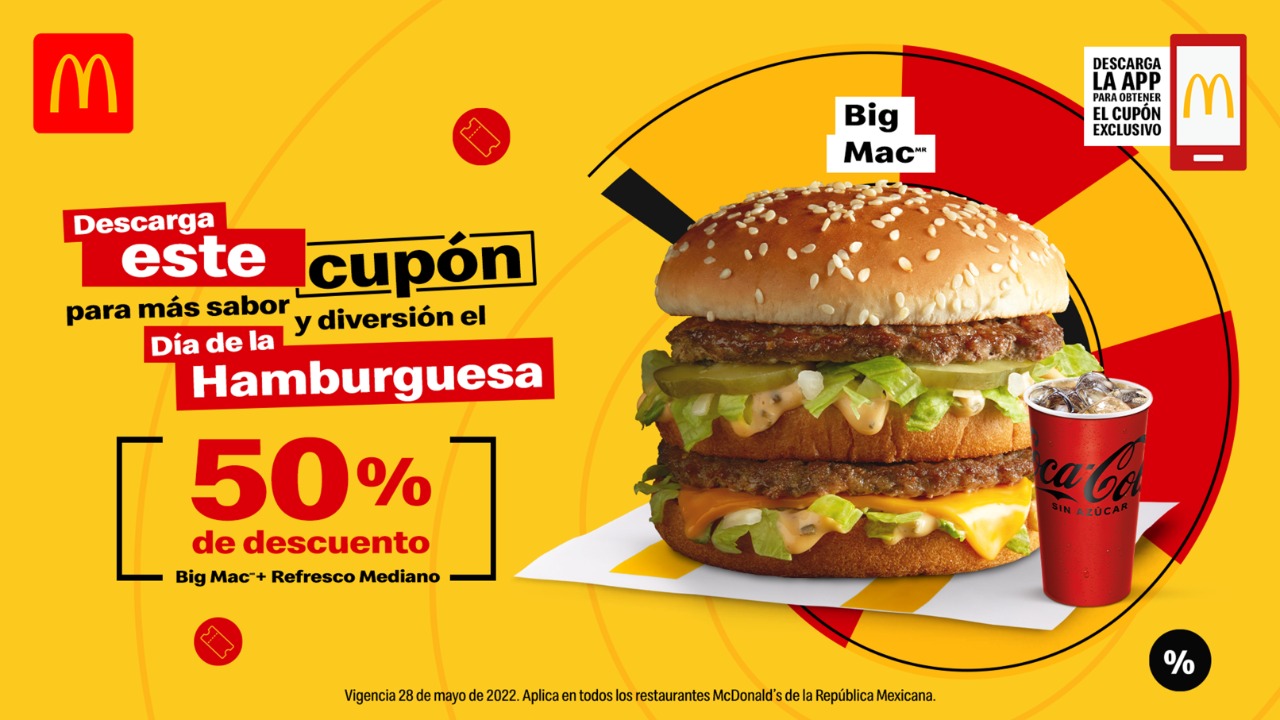 DESCARGA
LA APP
PARA OBTENER
EL CUPÓN
EXCLUSIVO
Big
Mac MR
Descarga
este cupón
para más sabor y diversión el
Día de la
Hamburguesa
50%
de descuento
Big Mac + Refresco Mediano
SIN AZÚCAR
%
Vigencia 28 de mayo de 2022. Aplica en todos los restaurantes McDonald's de la República Mexicana.